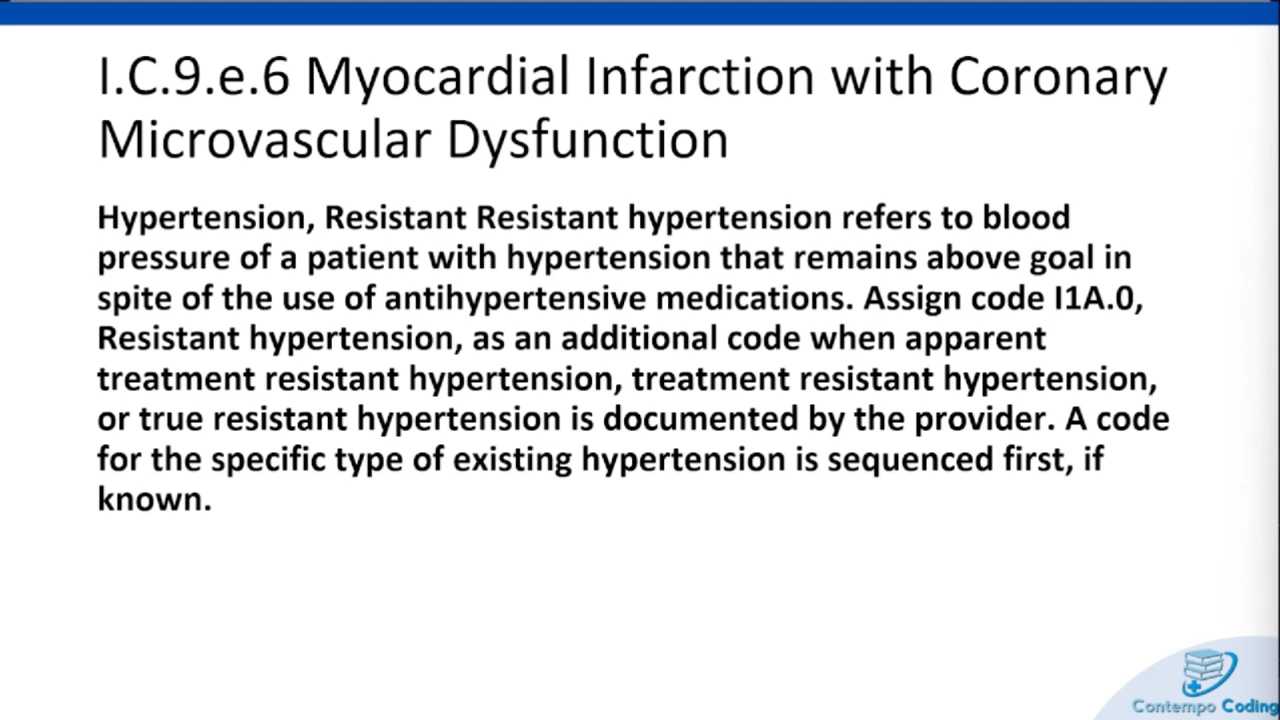 I.C.9.e.6 Myocardial Infarction with Coronary
Microvascular Dysfunction
Hypertension, Resistant Resistant hypertension refers to blood
pressure of a patient with hypertension that remains above goal in
spite of the use of antihypertensive medications. Assign code I1A.0,
Resistant hypertension, as an additional code when apparent
treatment resistant hypertension, treatment resistant hypertension,
or true resistant hypertension is documented by the provider. A code
for the specific type of existing hypertension is sequenced first, if
known.
Contempo Coding